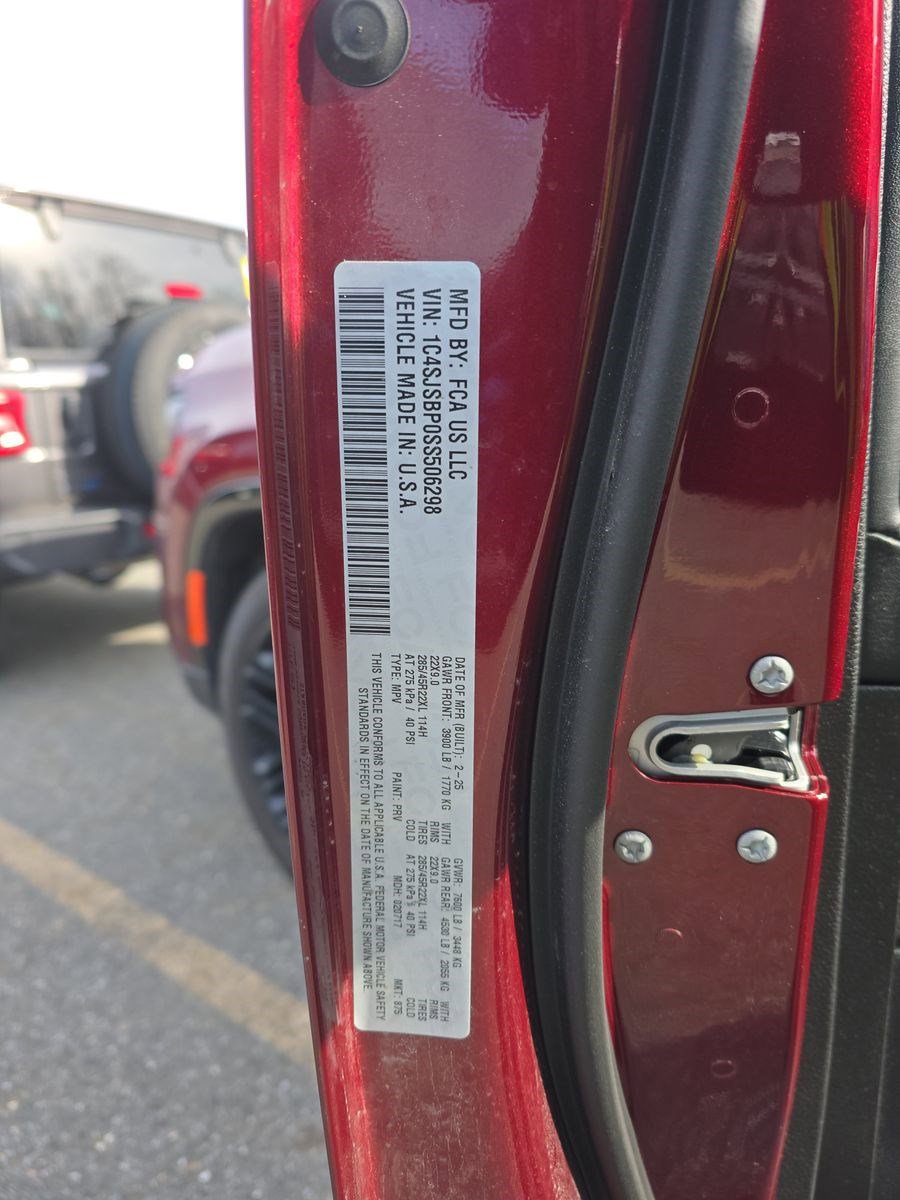 MFD BY: FCA US LLC
VIN: 1C4SJSBP0SS506298
VEHICLE MADE IN: U.S.A.
DATE OF MFR (BUILT): 2-25 GVWR: 7600 LB / 3448 KG
GAWR FRONT: 3900 LB / 1770 KG WITH GAWR REAR: 4530 LB / 2055 KG WITH
22X9.0 RIMS 22X9.0 RIMS
285/45R22XL 114H TIRES 285/45R22XL 114H TIRES
AT 275 kPa / 40 PSI COLD AT 275 kPa / 40 PSI COLD
TYPE: MPV PAINT: PRV MDH: 020717 MKT: 875
THIS VEHICLE CONFORMS TO ALL APPLICABLE U.S.A. FEDERAL MOTOR VEHICLE SAFETY
STANDARDS IN EFFECT ON THE DATE OF MANUFACTURE SHOWN ABOVE.